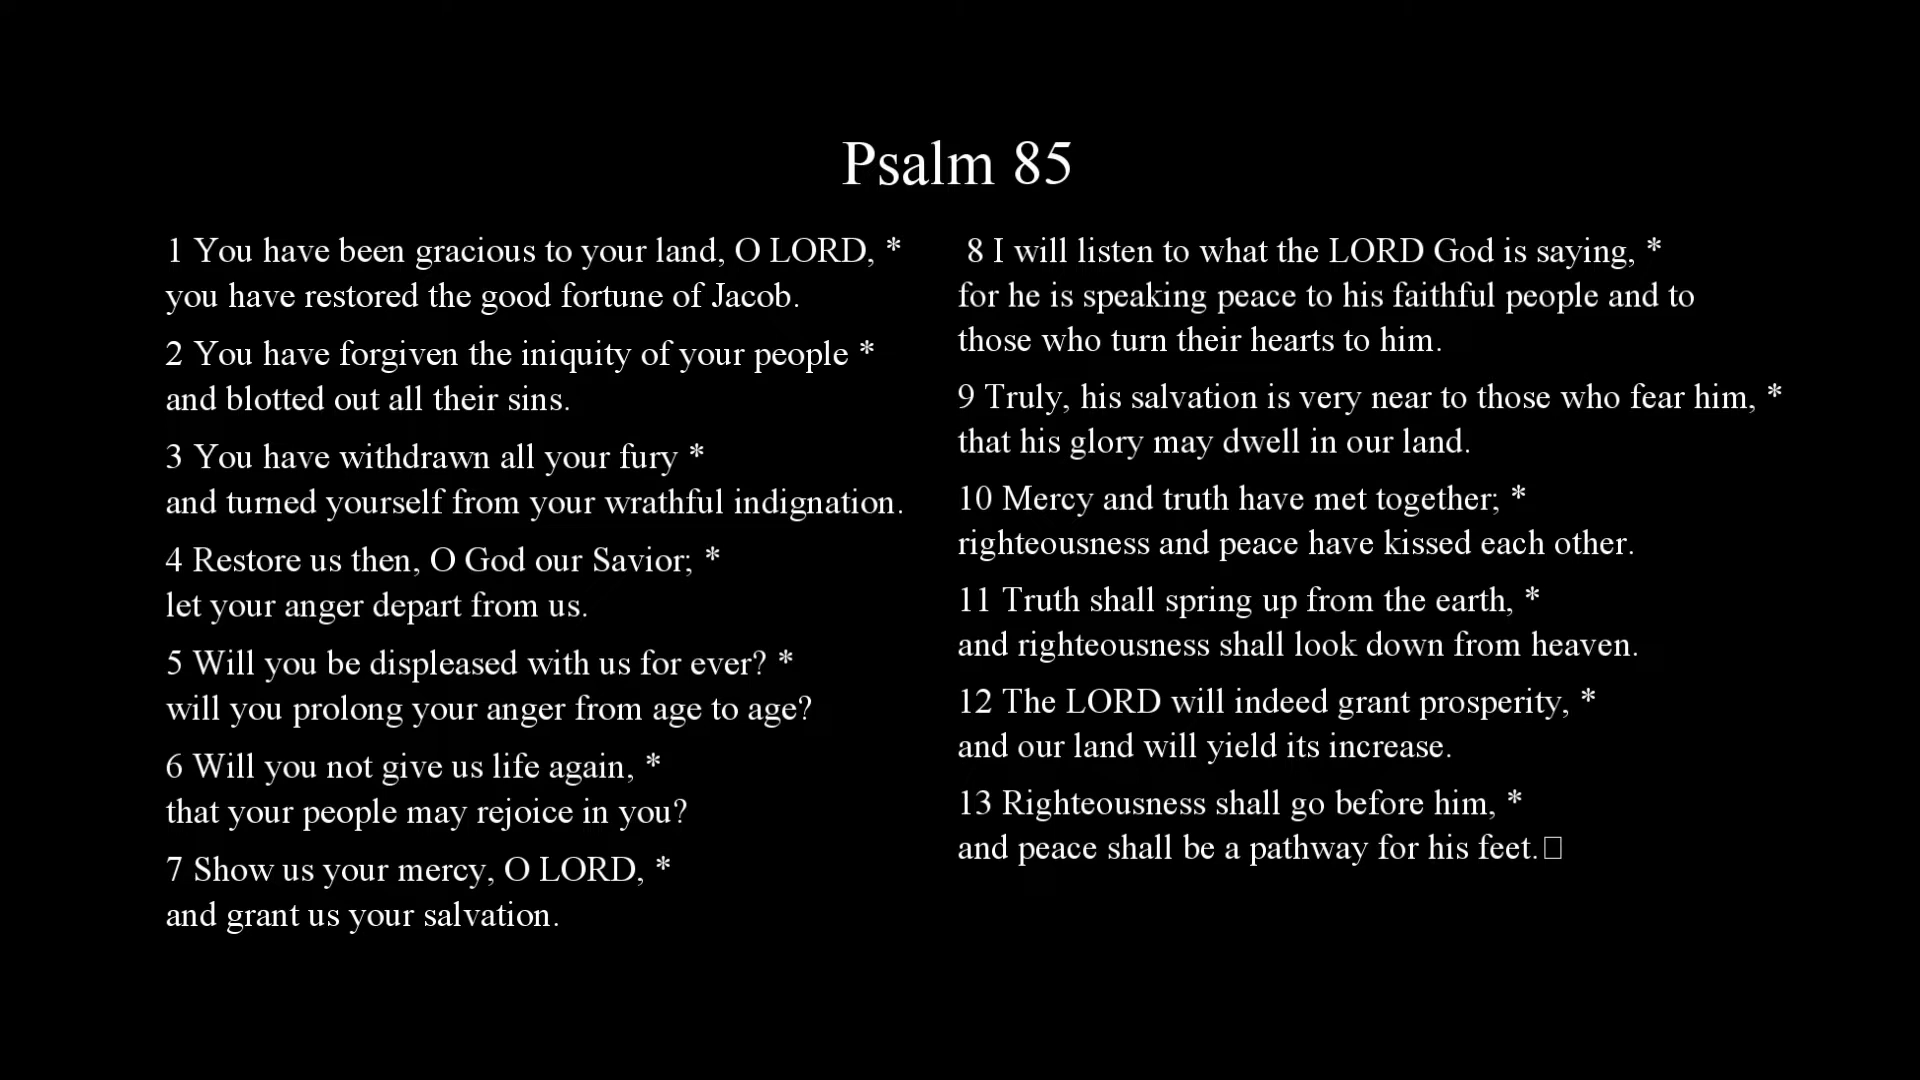 Psalm 85
1 You have been gracious to your land, O LORD, *
you have restored the good fortune of Jacob.
2 You have forgiven the iniquity of your people *
and blotted out all their sins.
3 You have withdrawn all your fury *
and turned yourself from your wrathful indignation.
4 Restore us then, O God our Savior; *
let your anger depart from us.
5 Will you be displeased with us for ever? *
will you prolong your anger from age to age?
6 Will you not give us life again, *
that your people may rejoice in you?
7 Show us your mercy, O LORD, *
and grant us your salvation.
8 I will listen to what the LORD God is saying, *
for he is speaking peace to his faithful people and to
those who turn their hearts to him.
9 Truly, his salvation is very near to those who fear him, *
that his glory may dwell in our land.
10 Mercy and truth have met together; *
righteousness and peace have kissed each other.
11 Truth shall spring up from the earth, *
and righteousness shall look down from heaven.
12 The LORD will indeed grant prosperity, *
and our land will yield its increase.
13 Righteousness shall go before him, *
and peace shall be a pathway for his feet.□